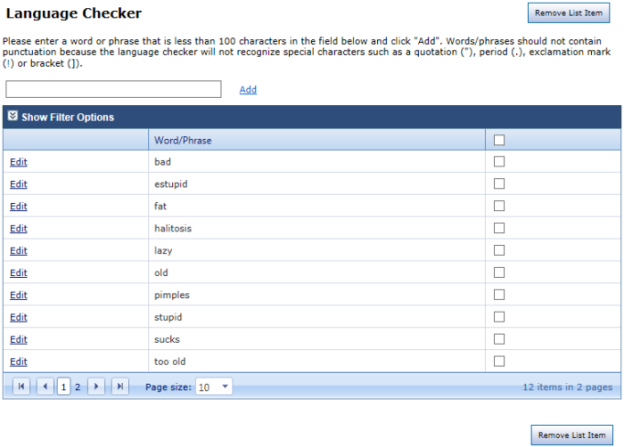 Language Checker
Remove List Item
Please enter a word or phrase that is less than 100 characters in the field below and click "Add". Words/phrases should not contain
punctuation because the language checker will not recognize special characters such as a quotation ("), period (.), exclamation mark
(!) or bracket (]).
Add
Show Filter Options
Word/Phrase
Edit bad
Edit estupid
Edit fat
Edit halitosis
Edit lazy
Edit old
Edit pimples
Edit stupid
Edit sucks
Edit too old
1 2 Page size: 10 12 items in 2 pages
Remove List Item